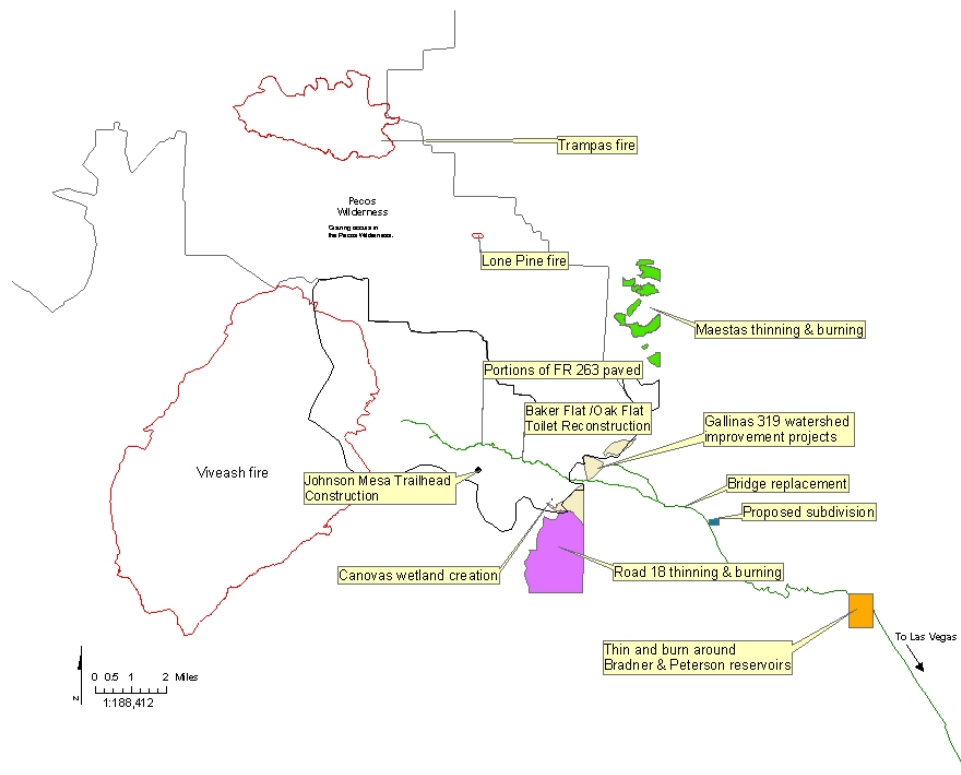 Trampas fire
Pecos
Wilderness
Grazing occurs in
the Pecos Wilderness.
Lone Pine fire
Maestas thinning & burning
Portions of FR 263 paved
Baker Flat /Oak Flat
Toilet Reconstruction
Gallinas 319 watershed
improvement projects
Viveash fire
Johnson Mesa Trailhead
Construction
Bridge replacement
Proposed subdivision
Canovas wetland creation
Road 18 thinning & burning
Thin and burn around
Bradner & Peterson reservoirs
To Las Vegas
N
0 0.5 1 2 Miles
1:188,412